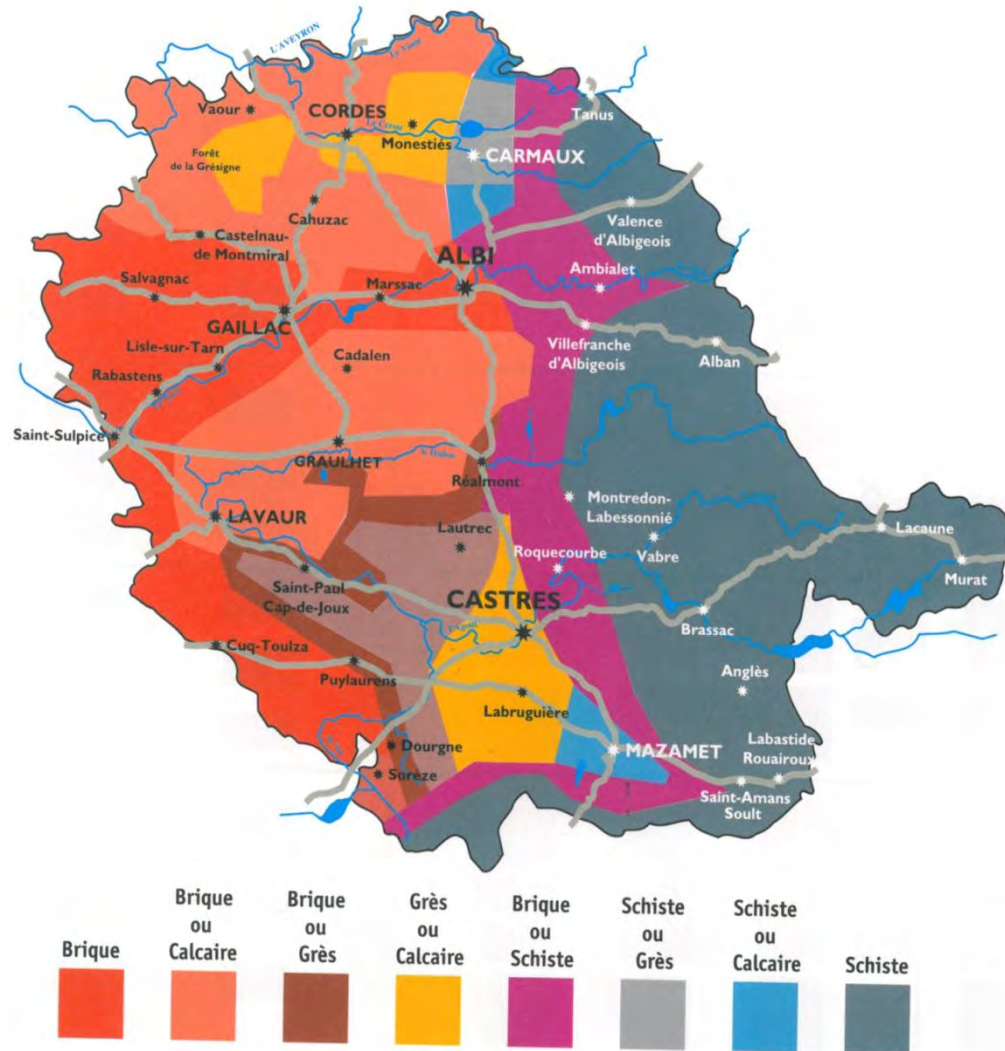 L'AVEYRON
Le Viaur
Vaour
CORDES
Le Cérou
Monestiés
Tanus
CARMAUX
Forêt
de la Grésigne
Cahuzac
Valence
d'Albigeois
Castelnau-
de Montmiral
ALBI
Ambialet
Salvagnac
Marssac
GAILLAC
Villefranche
d'Albigeois
Alban
Lisle-sur-Tarn
Cadalen
Rabastens
Saint-Sulpice
GRAULHET
Réalmont
Montredon-
Labessonnié
LAVAUR
Lautrec
Lacaune
Roquecourbe
Vabre
Murat
Saint-Paul
Cap-de-Joux
CASTRES
L'Agout
Brassac
Cuq-Toulza
Puylaurens
Anglès
Labruguière
Dourgne
MAZAMET
Labastide
Rouairoux
Sorèze
Saint-Amans
Soult
Brique
Brique
ou
Calcaire
Brique
ou
Grès
Grès
ou
Calcaire
Brique
ou
Schiste
Schiste
ou
Grès
Schiste
ou
Calcaire
Schiste